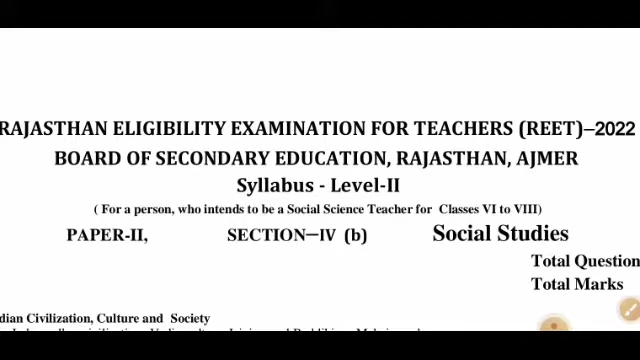 RAJASTHAN ELIGIBILITY EXAMINATION FOR TEACHERS (REET)–2022
BOARD OF SECONDARY EDUCATION, RAJASTHAN, AJMER
Syllabus - Level-II
( For a person, who intends to be a Social Science Teacher for Classes VI to VIII)
PAPER-II, SECTION–IV (b) Social Studies
Total Question
Total Marks
dian Civilization, Culture and Society